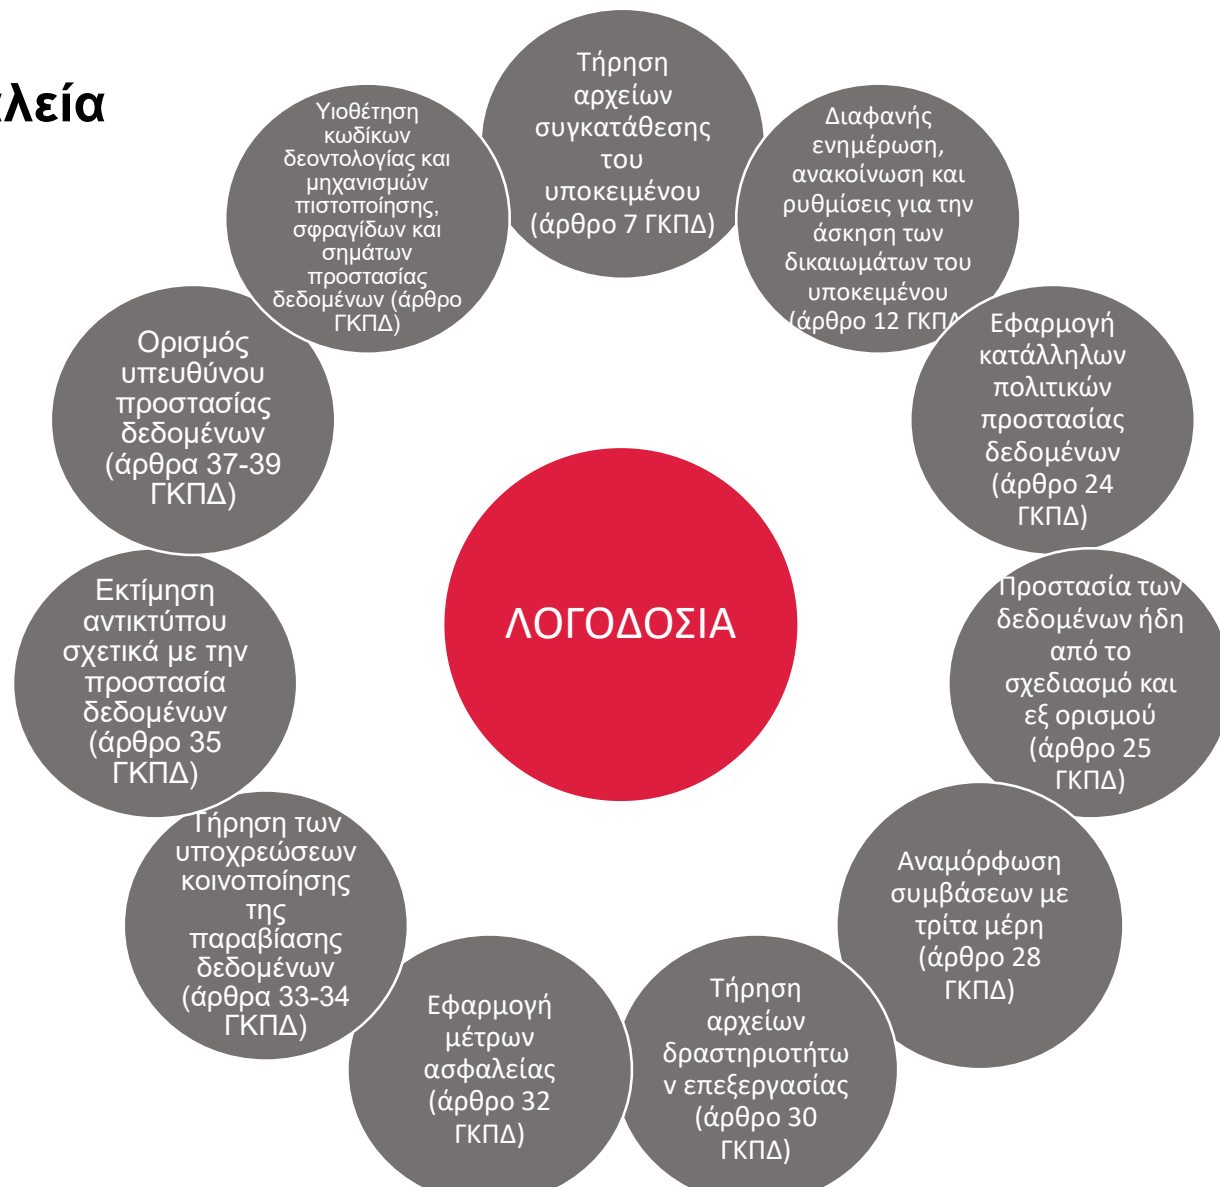 αλεία
Τήρηση
αρχείων
συγκατάθεσης
του
υποκειμένου
(άρθρο 7 ΓΚΠΔ)
Διαφανής
ενημέρωση,
ανακοίνωση και
ρυθμίσεις για την
άσκηση των
δικαιωμάτων του
υποκειμένου
(άρθρο 12 ΓΚΠΔ
Εφαρμογή
κατάλληλων
πολιτικών
προστασίας
δεδομένων
(άρθρο 24
ΓΚΠΔ)
Προστασία των
δεδομένων ήδη
από το
σχεδιασμό και
εξ ορισμού
(άρθρο 25
ΓΚΠΔ)
Αναμόρφωση
συμβάσεων με
τρίτα μέρη
(άρθρο 28
ΓΚΠΔ)
Τήρηση
αρχείων
δραστηριοτήτω
ν επεξεργασίας
(άρθρο 30
ΓΚΠΔ)
Εφαρμογή
μέτρων
ασφαλείας
(άρθρο 32
ΓΚΠΔ)
Τήρηση των
υποχρεώσεων
κοινοποίησης
της
παραβίασης
δεδομένων
(άρθρα 33-34
ΓΚΠΔ)
Εκτίμηση
αντικτύπου
σχετικά με την
προστασία
δεδομένων
(άρθρο 35
ΓΚΠΔ)
Ορισμός
υπευθύνου
προστασίας
δεδομένων
(άρθρα 37-39
ΓΚΠΔ)
Υιοθέτηση
κωδίκων
δεοντολογίας και
μηχανισμών
πιστοποίησης,
σφραγίδων και
σημάτων
προστασίας
δεδομένων (άρθρο
ΓΚΠΔ)
ΛΟΓΟΔΟΣΙΑ